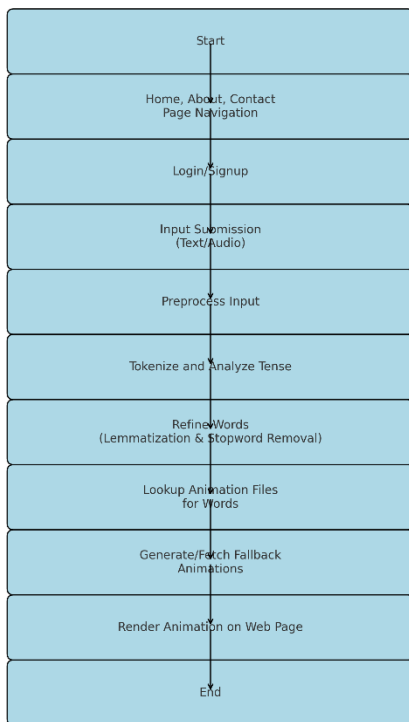 Start
Home, About, Contact
Page Navigation
Login/Signup
Input Submission
(Text/Audio)
Preprocess Input
Tokenize and Analyze Tense
Refine Words
(Lemmatization & Stopword Removal)
Lookup Animation Files
for Words
Generate/Fetch Fallback
Animations
Render Animation on Web Page
End